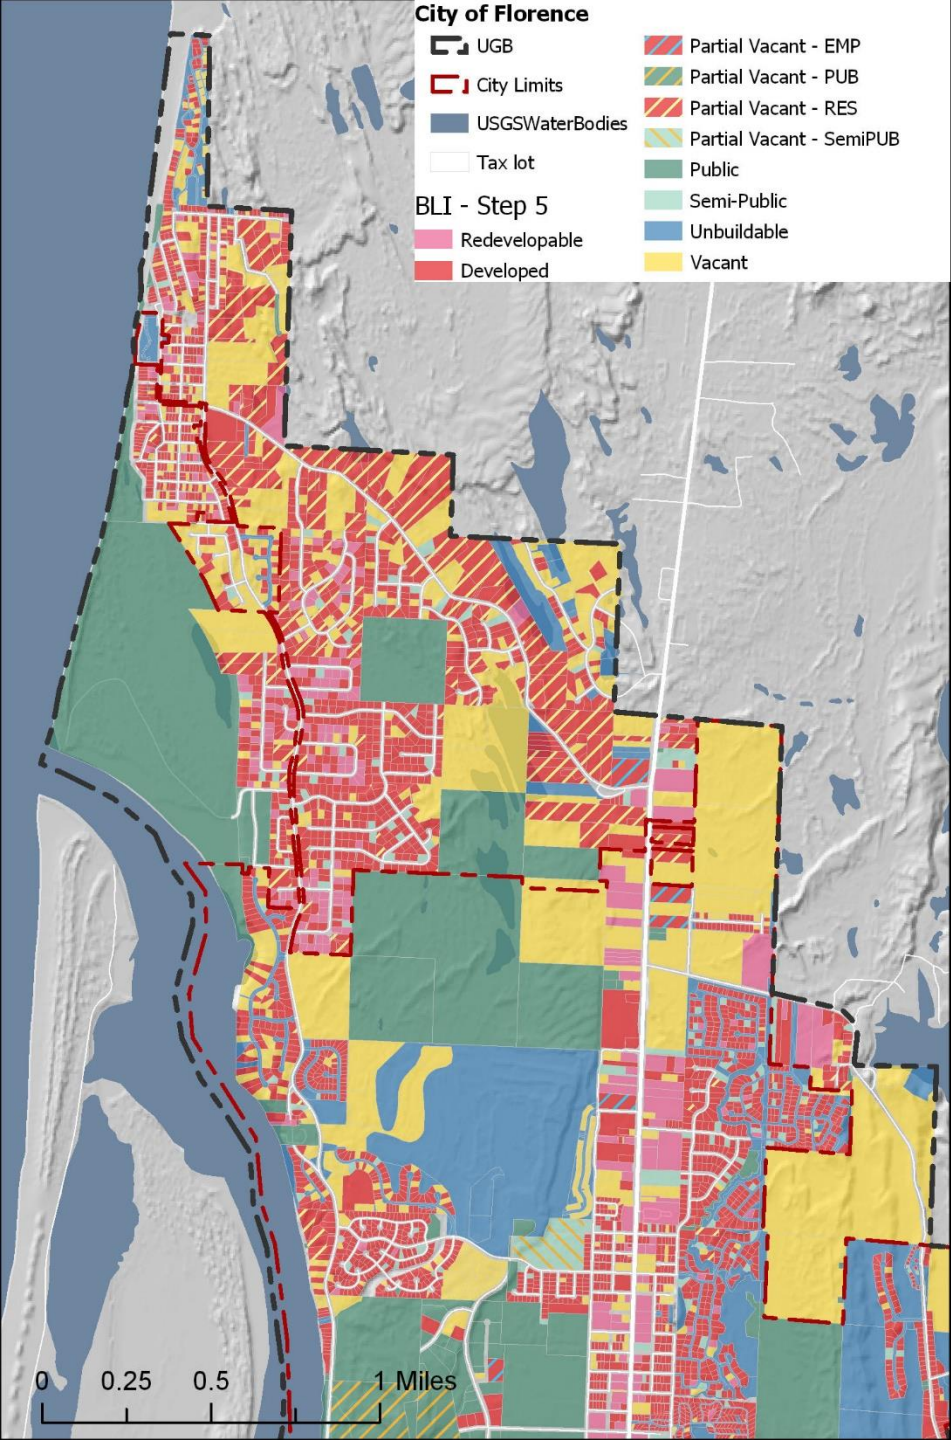 City of Florence
UGB
City Limits
USGSWaterBodies
Tax lot
BLI - Step 5
Redevelopable
Developed
Partial Vacant - EMP
Partial Vacant - PUB
Partial Vacant - RES
Partial Vacant - SemiPUB
Public
Semi-Public
Unbuildable
Vacant
0 0.25 0.5 1 Miles